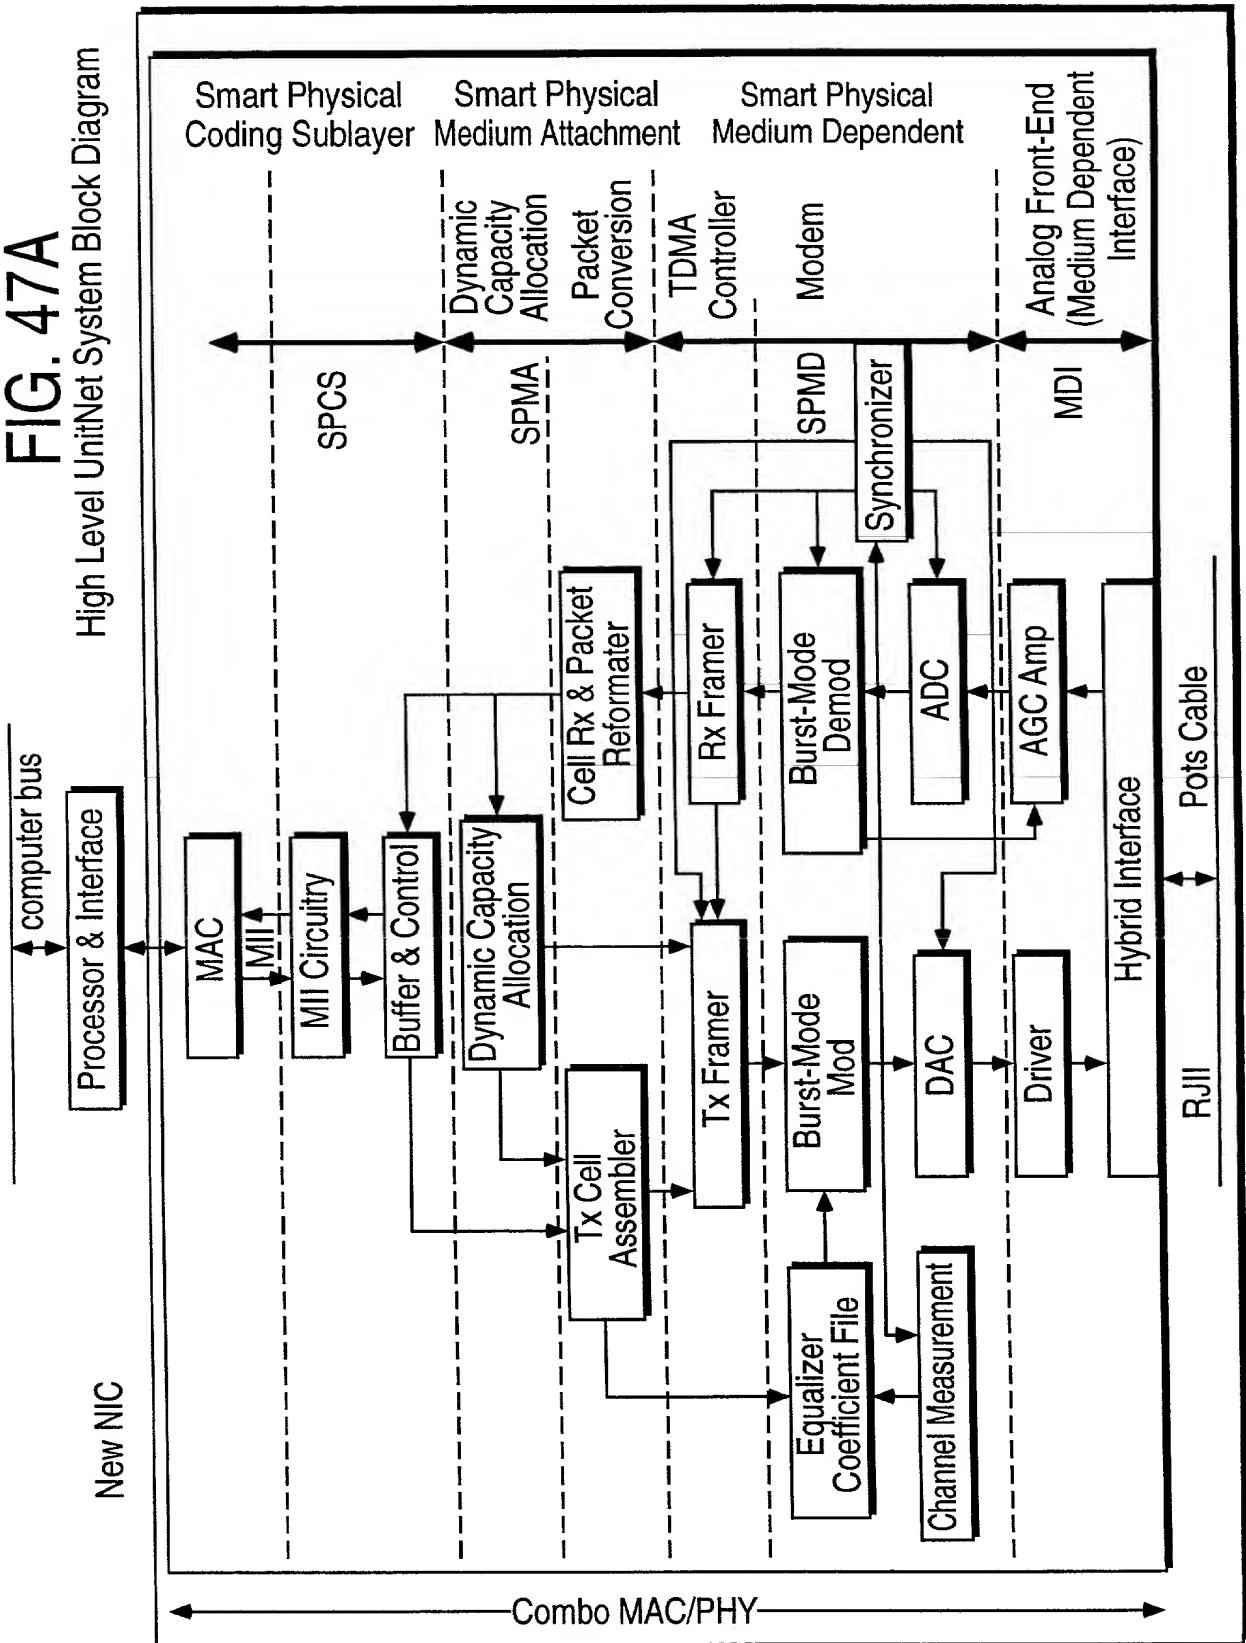 FIG. 47A
High Level UnitNet System Block Diagram
New NIC
computer bus
Processor & Interface
Smart Physical
Coding Sublayer
Smart Physical
Medium Attachment
Smart Physical
Medium Dependent
Analog Front-End
(Medium Dependent
Interface)
Dynamic
Capacity
Allocation
Packet
Conversion
TDMA
Controller
Modem
SPCS
SPMA
SPMD
MDI
MAC
MII
MII Circuitry
Buffer & Control
Dynamic Capacity
Allocation
Cell Rx & Packet
Reformater
Tx Cell
Assembler
Rx Framer
Tx Framer
Synchronizer
Burst-Mode
Demod
Burst-Mode
Mod
Equalizer
Coefficient File
ADC
DAC
Channel Measurement
AGC Amp
Driver
Hybrid Interface
RJII
Pots Cable
Combo MAC/PHY